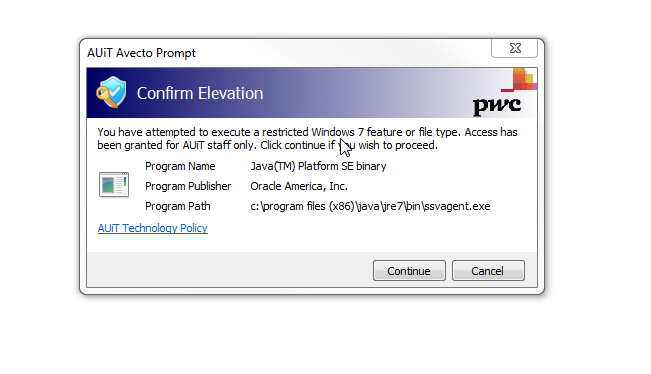 AUiT Avecto Prompt
Confirm Elevation
pwc
You have attempted to execute a restricted Windows 7 feature or file type. Access has
been granted for AUiT staff only. Click continue if you wish to proceed.
Program Name Java(TM) Platform SE binary
Program Publisher Oracle America, Inc.
Program Path c:\program files (x86)\java\jre7\bin\ssvagent.exe
AUiT Technology Policy
Continue Cancel